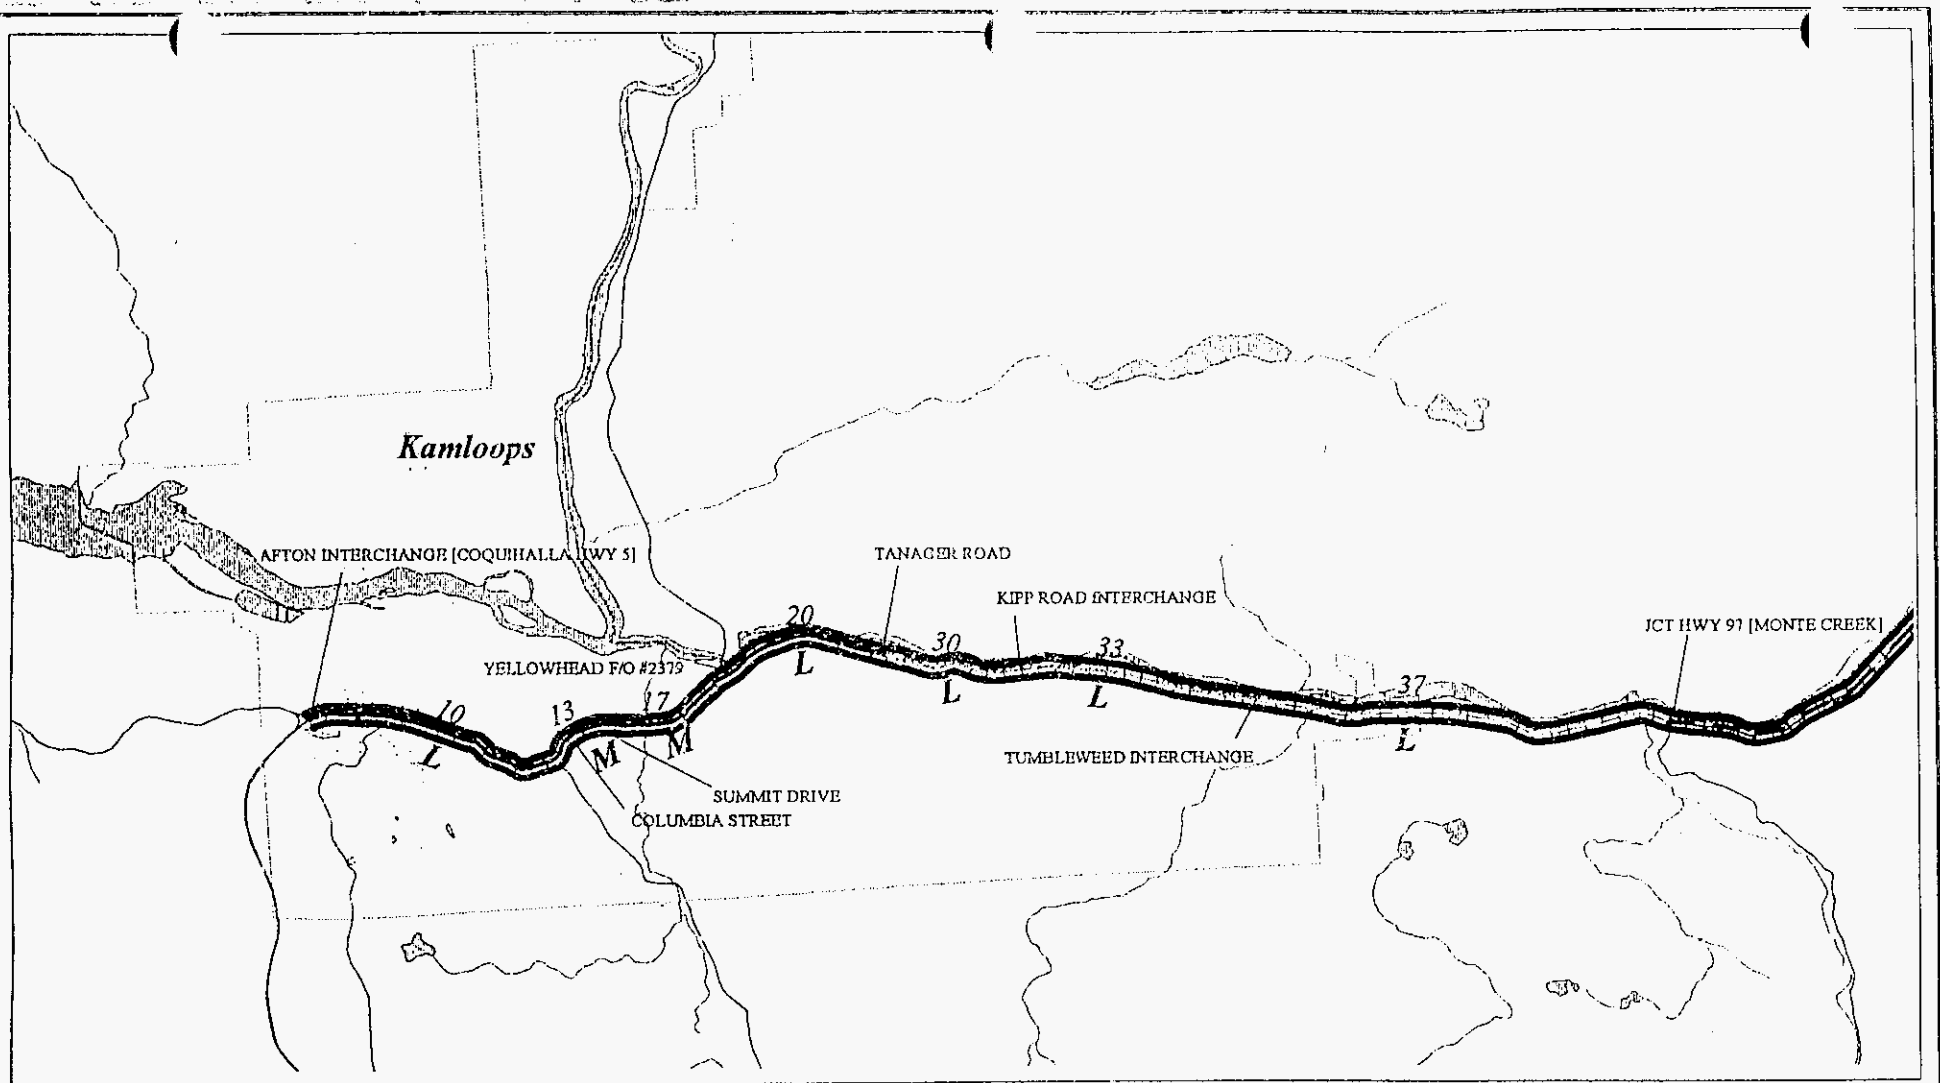 Kamloops
AFTON INTERCHANGE [COQUIHALLA HWY 5]
TANAGER ROAD
KIPP ROAD INTERCHANGE
JCT HWY 97 [MONTE CREEK]
YELLOWHEAD F/O #2379
20
30
33
37
10
13
17
L
L
L
L
L
M
M
TUMBLEWEED INTERCHANGE
SUMMIT DRIVE
COLUMBIA STREET